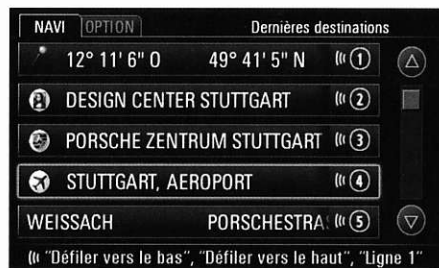 NAVI OPTION Dernières destinations
12° 11' 6" O 49° 41' 5" N 1
DESIGN CENTER STUTTGART 2
PORSCHE ZENTRUM STUTTGART 3
STUTTGART, AEROPORT 4
WEISSACH PORSCHESTRA 5
"Défiler vers le bas", "Défiler vers le haut", "Ligne 1"